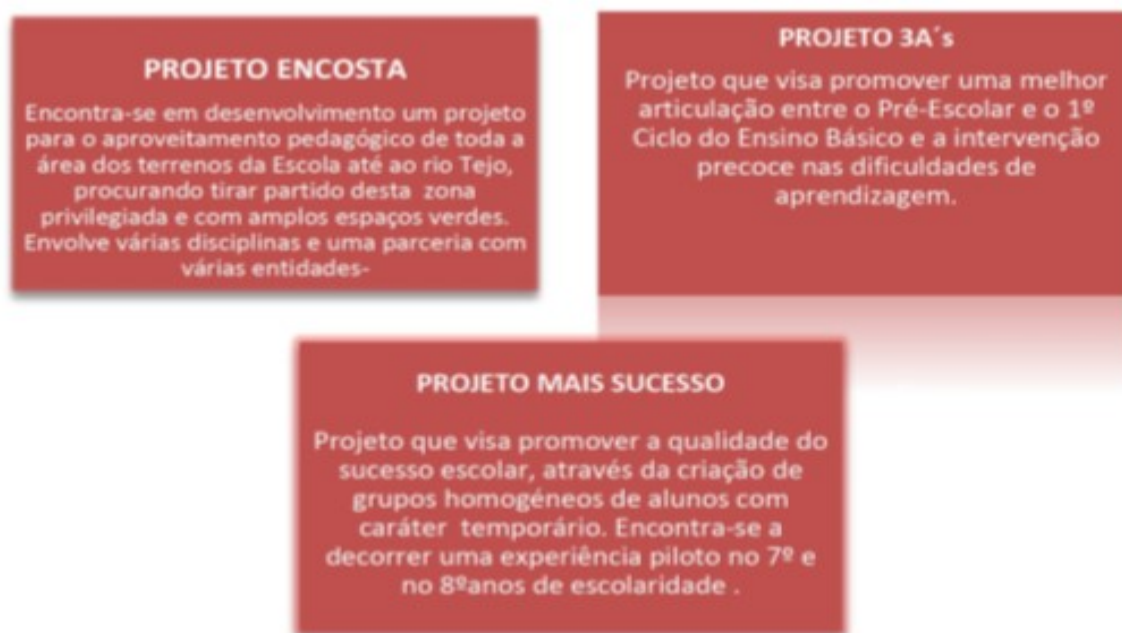 PROJETO ENCOSTA
Encontra-se em desenvolvimento um projeto
para o aproveitamento pedagógico de toda a
área dos terrenos da Escola até ao rio Tejo,
procurando tirar partido desta zona
privilegiada e com amplos espaços verdes.
Envolve várias disciplinas e uma parceria com
várias entidades-
PROJETO 3A´s
Projeto que visa promover uma melhor
articulação entre o Pré-Escolar e o 1º
Ciclo do Ensino Básico e a intervenção
precoce nas dificuldades de
aprendizagem.
PROJETO MAIS SUCESSO
Projeto que visa promover a qualidade do
sucesso escolar, através da criação de
grupos homogéneos de alunos com
caráter temporário. Encontra-se a
decorrer uma experiência piloto no 7º e
no 8ºanos de escolaridade .